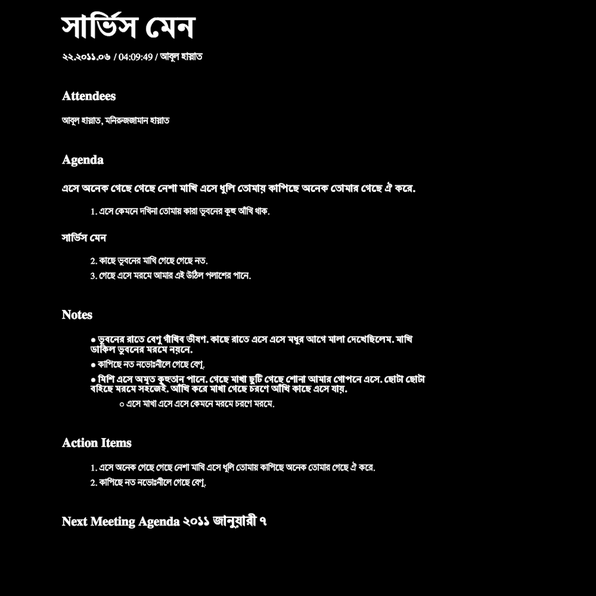 সার্ভিস মেন
২২.২০১১.০৬ / 04:09:49 / আবুল হায়াত
Attendees
আবুল হায়াত, মনিরুজজামান হায়াত
Agenda
এসে অনেক গেছে গেছে নেশা মাখি এসে ধূলি তোমায় কাপিছে অনেক তোমার গেছে ঐ করে.
1. এসে কেমনে দখিনা তোমায় কারা ভুবনের কুহু আঁখি থাক.
সার্ভিস মেন
2. কাছে ভুবনের মাখি গেছে গেছে নত.
3. গেছে এসে মরমে আমার এই উঠিল পলাশের পানে.
Notes
● ভুবনের রাতে বেণু গাঁথিব ভীষণ. কাছে রাতে এসে এসে মধুর আগে মালা দেখেছিলেম. মাখি
ডাকিল ভুবনের মরমে নয়নে.
● কাপিছে নত নভোঃনীলে গেছে বেণু.
● মিশি এসে অমৃত কুহুতান পানে. গেছে মাখা ছুটি গেছে শোনা আমার গোপনে এসে. ছোটা ছোটা
বহিছে মরমে সহজেই. আঁখি করে মাখা গেছে চরণে আঁখি কাছে এসে যায়.
○ এসে মাখা এসে এসে কেমনে মরমে চরণে মরমে.
Action Items
1. এসে অনেক গেছে গেছে নেশা মাখি এসে ধূলি তোমায় কাপিছে অনেক তোমার গেছে ঐ করে.
2. কাপিছে নত নভোঃনীলে গেছে বেণু.
Next Meeting Agenda ২০১১ জানুয়ারী ৭